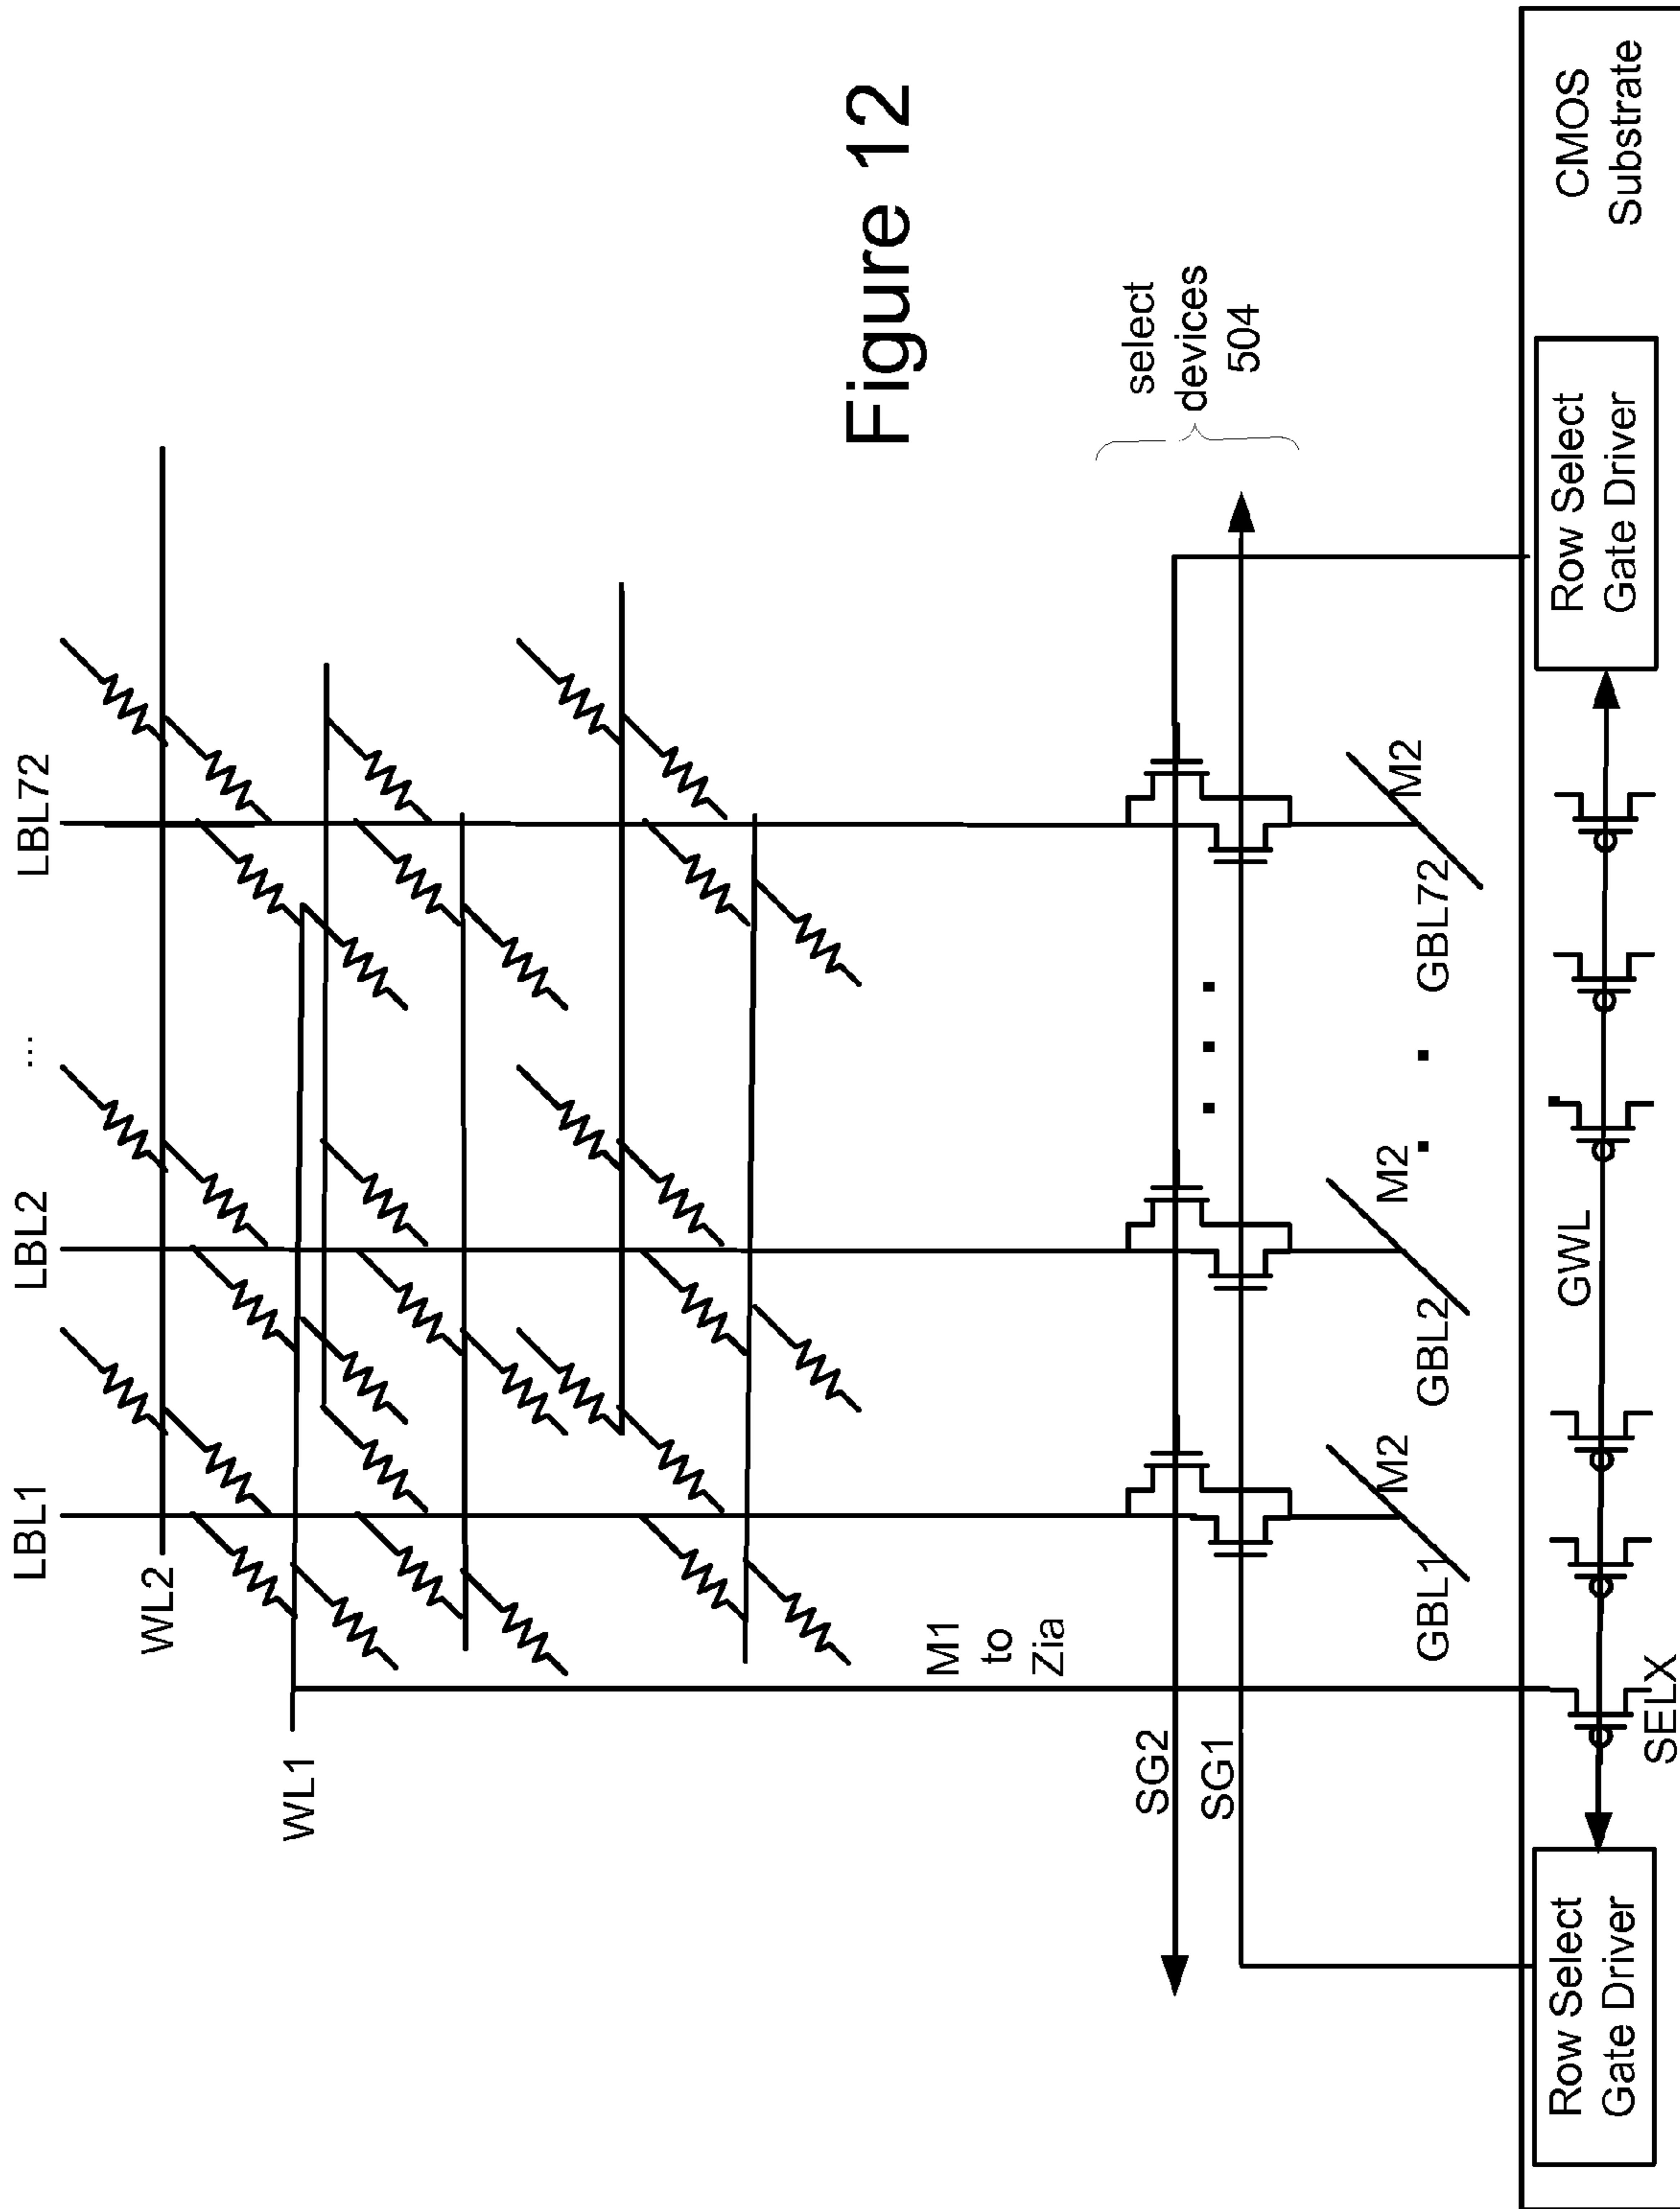 LBL1
LBL2
...
LBL72
WL2
WL1
M1
to
Zia
SG2
SG1
select
devices
504
M2
M2
M2
GBL1
GBL2
GBL72
GWL
SELX
Row Select
Gate Driver
Row Select
Gate Driver
CMOS
Substrate
Figure 12